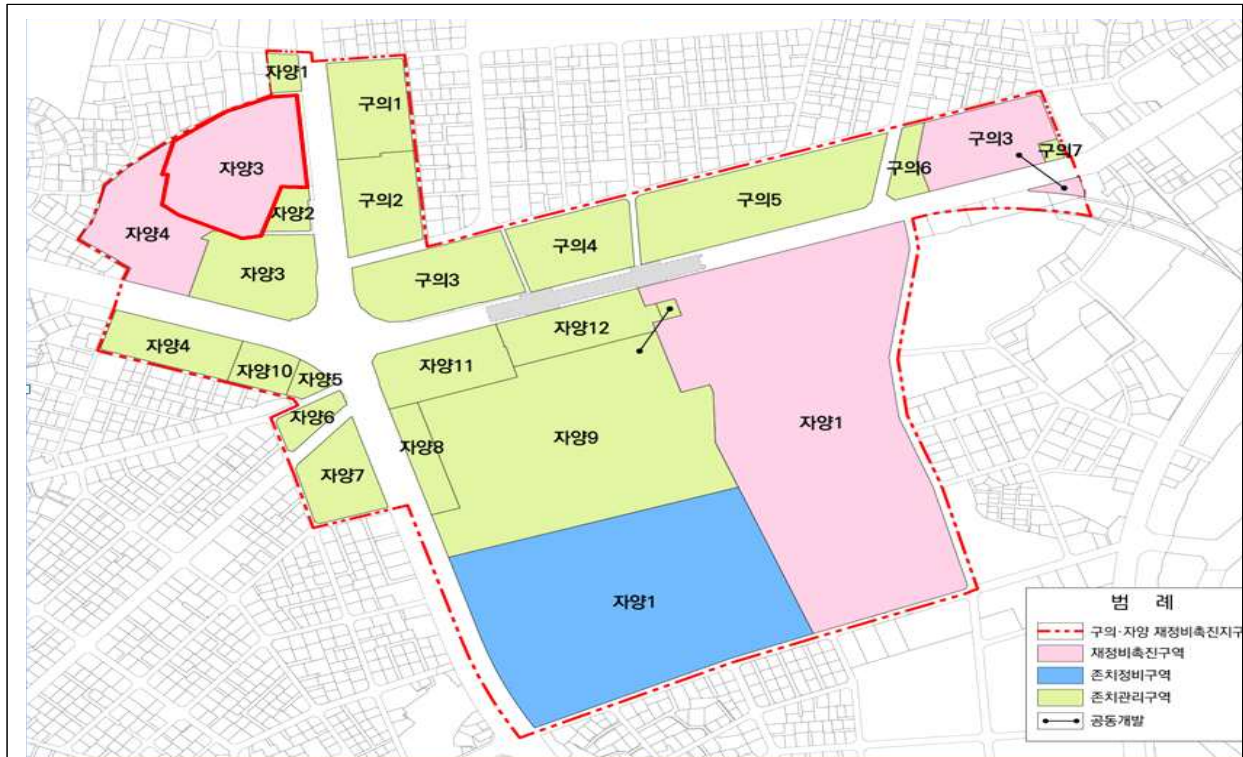 자양1
구의1
자양3
구의3
구의7
구의6
자양2
구의2
구의5
자양4
구의4
자양3
구의3
자양12
자양4
자양10
자양5
자양11
자양6
자양1
자양8
자양9
자양7
자양1
범 례
구의·자양 재정비촉진지구
재정비촉진구역
존치정비구역
존치관리구역
공동개발